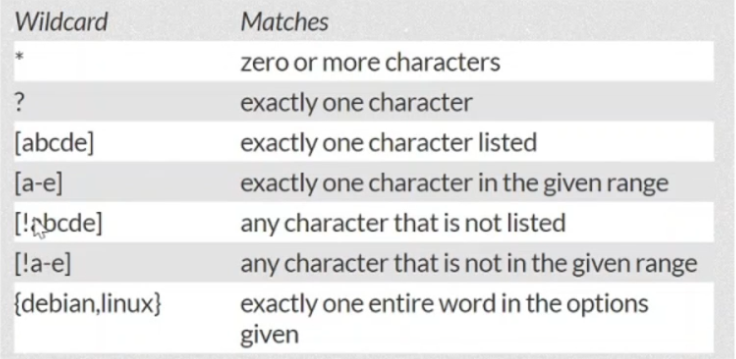 Wildcard Matches
* zero or more characters
? exactly one character
[abcde] exactly one character listed
[a-e] exactly one character in the given range
[!abcde] any character that is not listed
[!a-e] any character that is not in the given range
{debian,linux} exactly one entire word in the options
given